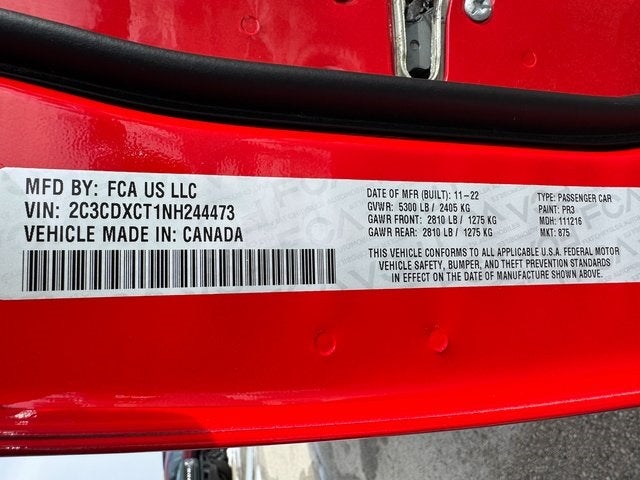 MFD BY: FCA US LLC
VIN: 2C3CDXCT1NH244473
VEHICLE MADE IN: CANADA
DATE OF MFR (BUILT): 11-22
GVWR: 5300 LB / 2405 KG
GAWR FRONT: 2810 LB / 1275 KG
GAWR REAR: 2810 LB / 1275 KG
TYPE: PASSENGER CAR
PAINT: PR3
MDH: 111216
MKT: 875
THIS VEHICLE CONFORMS TO ALL APPLICABLE U.S.A. FEDERAL MOTOR
VEHICLE SAFETY, BUMPER, AND THEFT PREVENTION STANDARDS
IN EFFECT ON THE DATE OF MANUFACTURE SHOWN ABOVE.